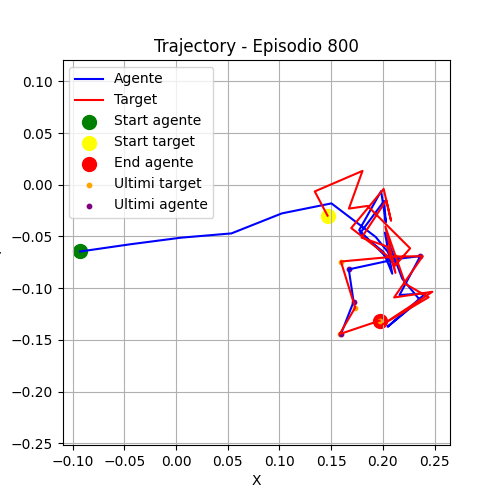 Trajectory - Episodio 800
Agente
Target
Start agente
Start target
End agente
Ultimi target
Ultimi agente
0.10
0.05
0.00
−0.05
−0.10
−0.15
−0.20
−0.25
−0.10 −0.05 0.00 0.05 0.10 0.15 0.20 0.25
X